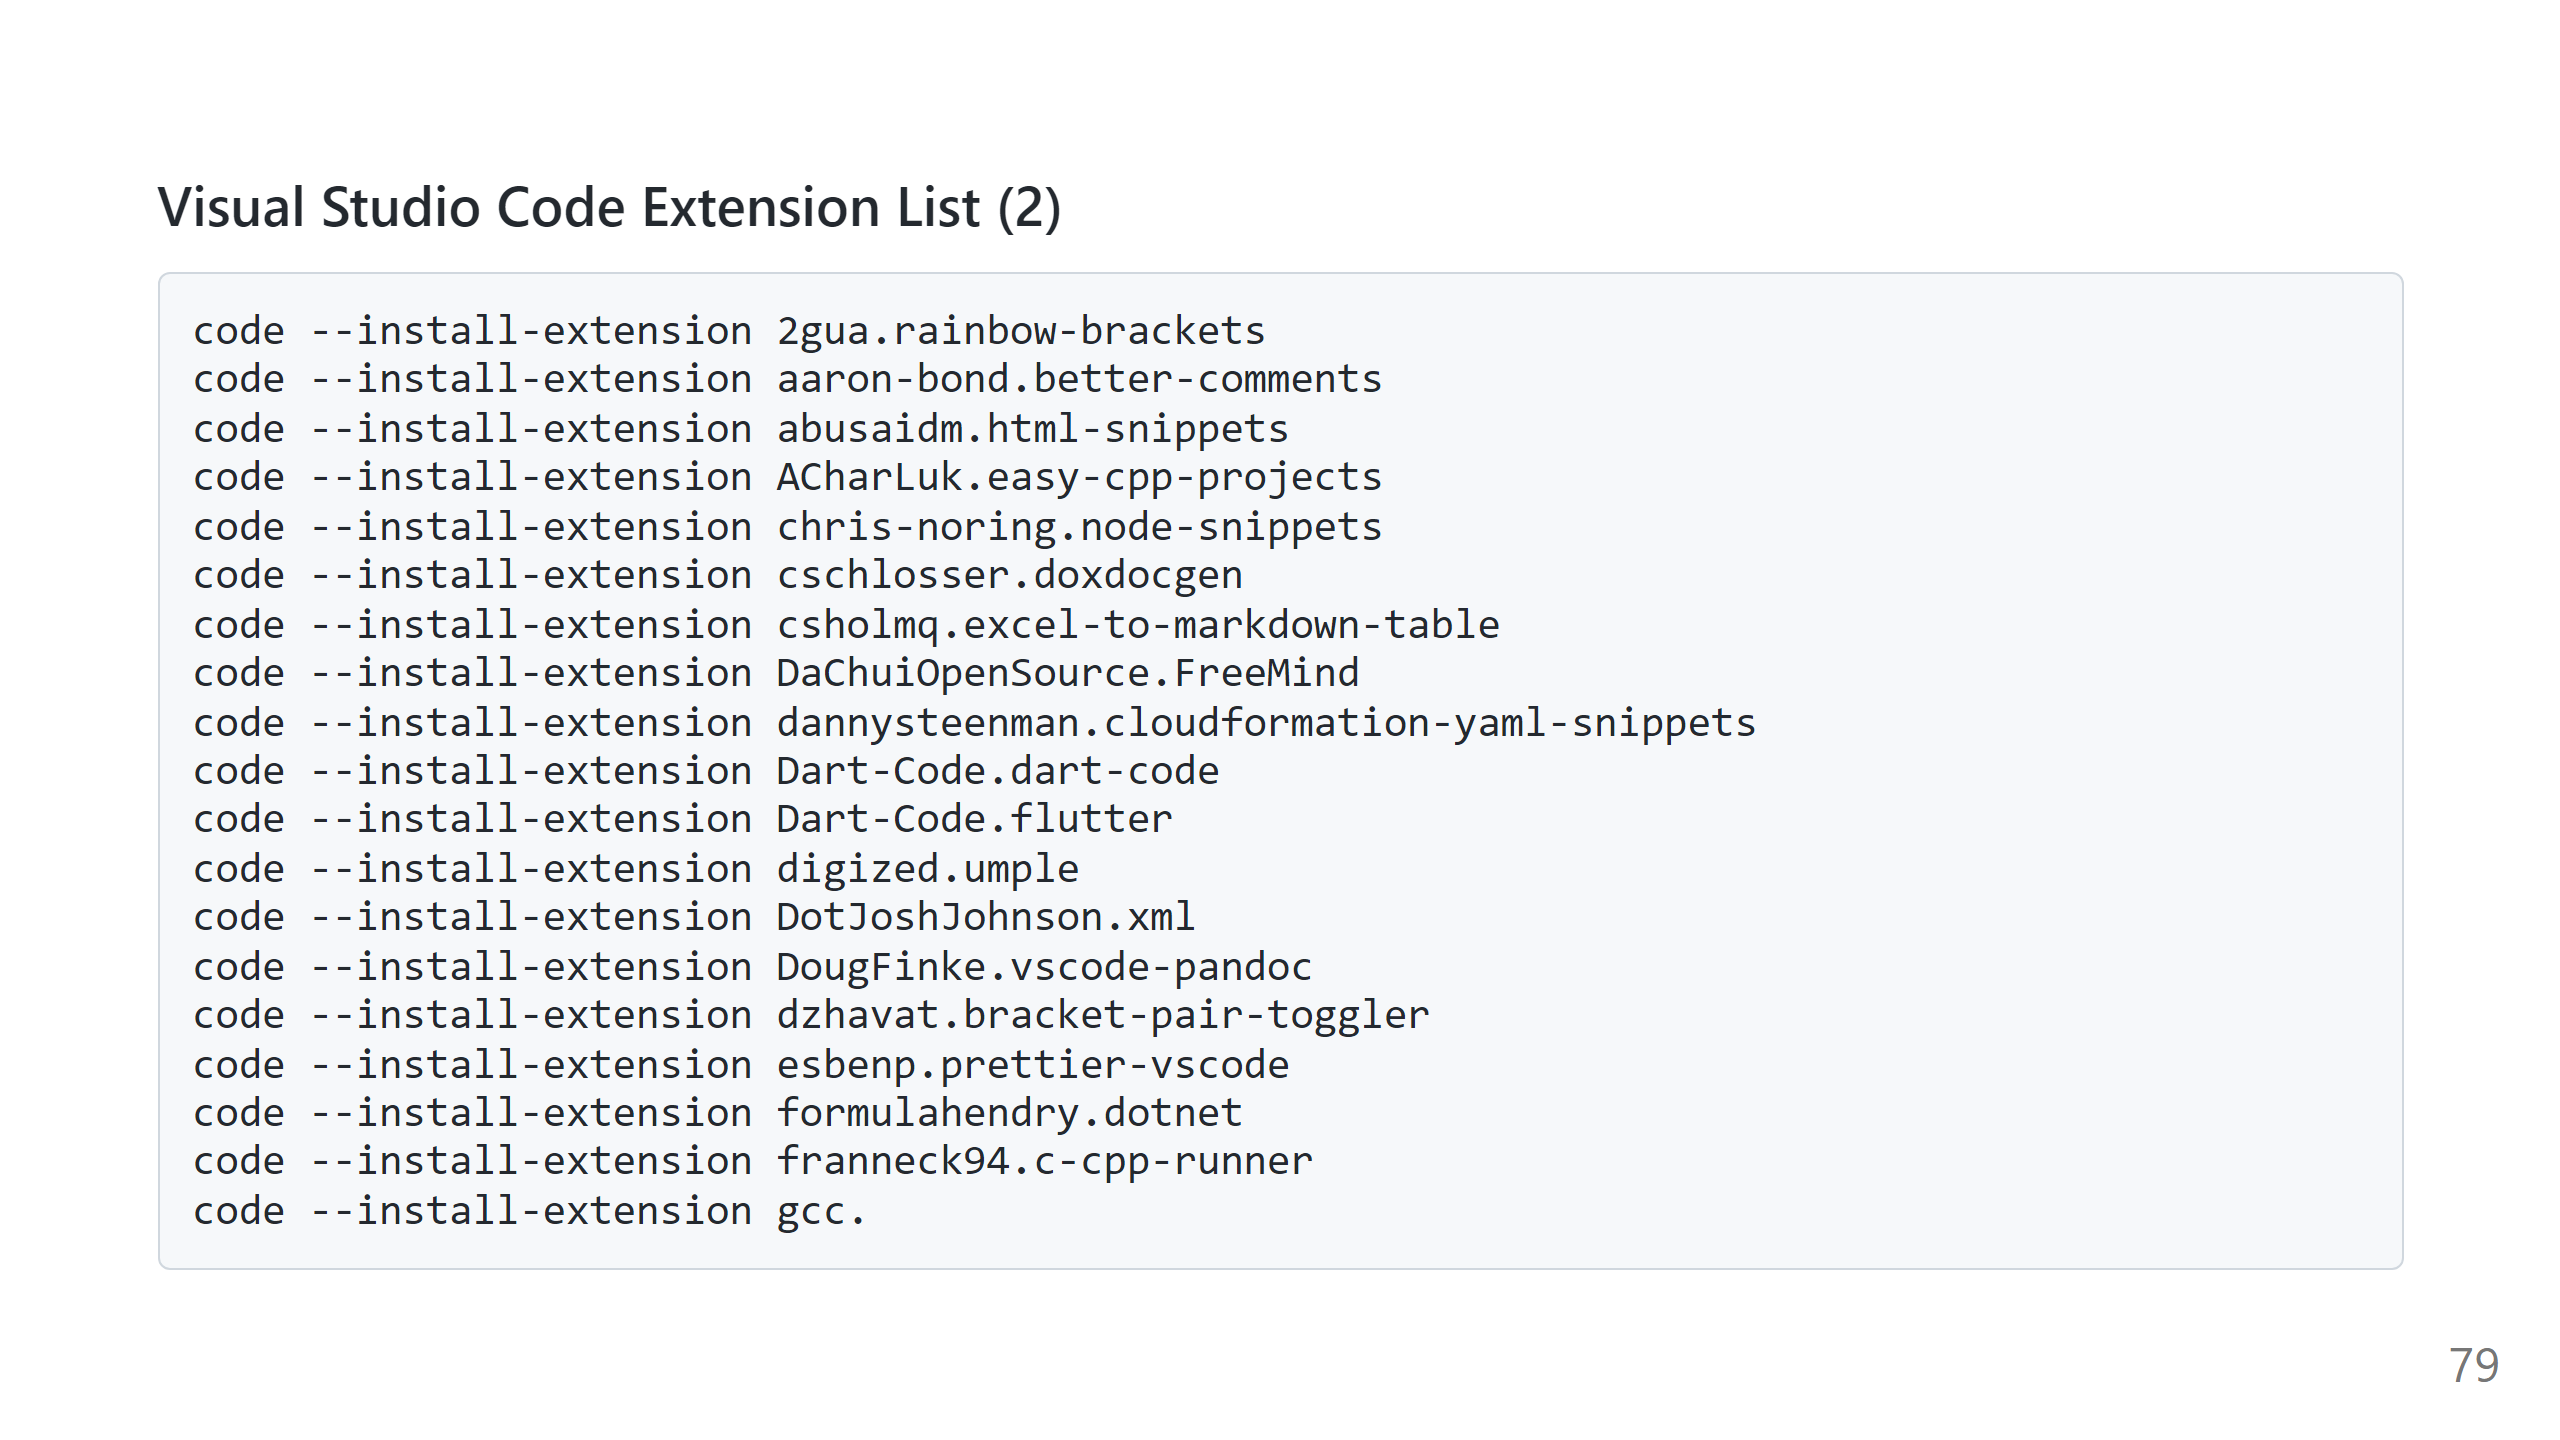 Visual Studio Code Extension List (2)
code --install-extension 2gua.rainbow-brackets
code --install-extension aaron-bond.better-comments
code --install-extension abusaidm.html-snippets
code --install-extension ACharLuk.easy-cpp-projects
code --install-extension chris-noring.node-snippets
code --install-extension cschlosser.doxdocgen
code --install-extension csholmq.excel-to-markdown-table
code --install-extension DaChuiOpenSource.FreeMind
code --install-extension dannysteenman.cloudformation-yaml-snippets
code --install-extension Dart-Code.dart-code
code --install-extension Dart-Code.flutter
code --install-extension digized.umple
code --install-extension DotJoshJohnson.xml
code --install-extension DougFinke.vscode-pandoc
code --install-extension dzhavat.bracket-pair-toggler
code --install-extension esbenp.prettier-vscode
code --install-extension formulahendry.dotnet
code --install-extension franneck94.c-cpp-runner
code --install-extension gcc.
79